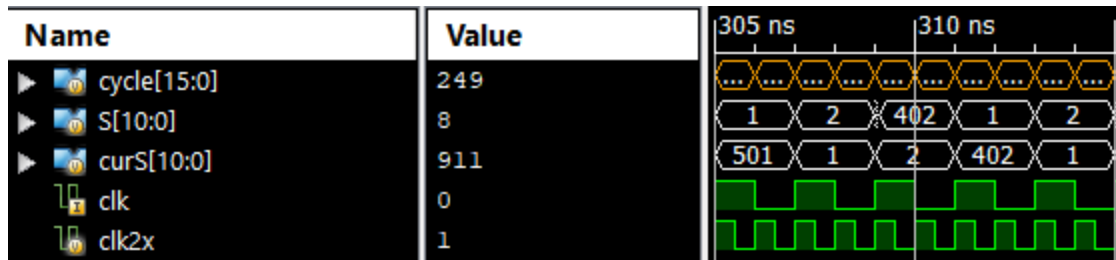 Name Value 305 ns 310 ns
cycle[15:0] 249 ... ... ... ... ... ... ... ... ... ...
S[10:0] 8 1 2 402 1 2
curS[10:0] 911 501 1 2 402 1
clk 0
clk2x 1